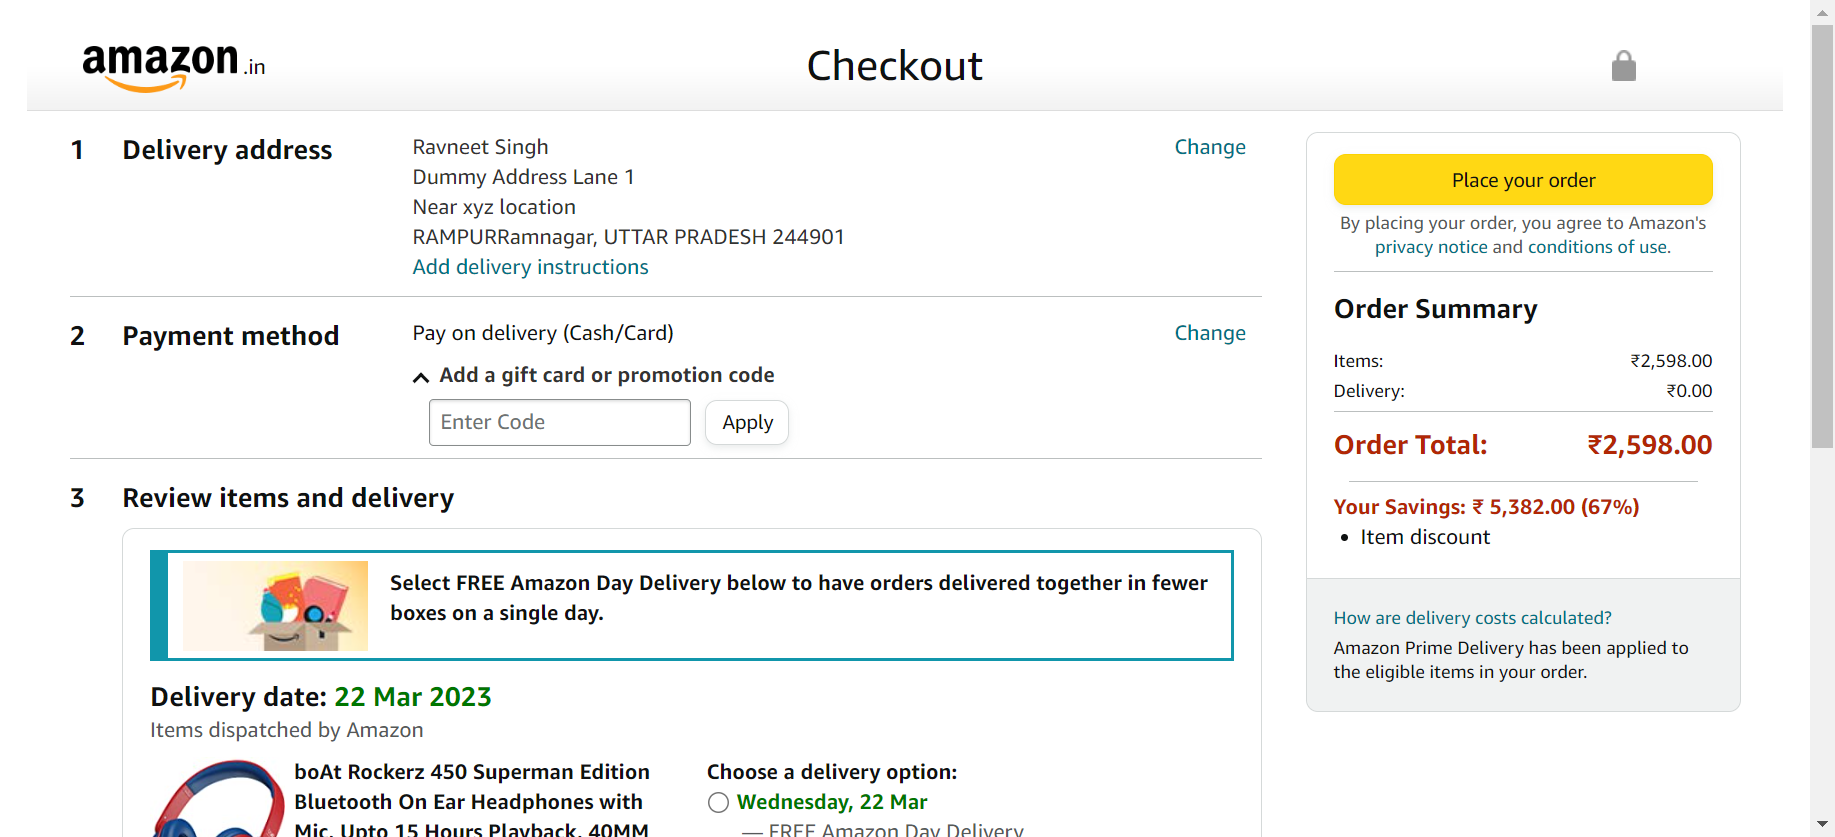 amazon.in
Checkout
1 Delivery address
Ravneet Singh
Dummy Address Lane 1
Near xyz location
RAMPURRamnagar, UTTAR PRADESH 244901
Add delivery instructions
Change
2 Payment method
Pay on delivery (Cash/Card)
Change
Add a gift card or promotion code
Enter Code
Apply
3 Review items and delivery
Select FREE Amazon Day Delivery below to have orders delivered together in fewer
boxes on a single day.
Delivery date: 22 Mar 2023
Items dispatched by Amazon
boAt Rockerz 450 Superman Edition
Bluetooth On Ear Headphones with
Mic, Upto 15 Hours Playback, 40MM
Choose a delivery option:
Wednesday, 22 Mar
— FREE Amazon Day Delivery
Place your order
By placing your order, you agree to Amazon's
privacy notice and conditions of use.
Order Summary
Items: ₹2,598.00
Delivery: ₹0.00
Order Total: ₹2,598.00
Your Savings: ₹ 5,382.00 (67%)
• Item discount
How are delivery costs calculated?
Amazon Prime Delivery has been applied to
the eligible items in your order.